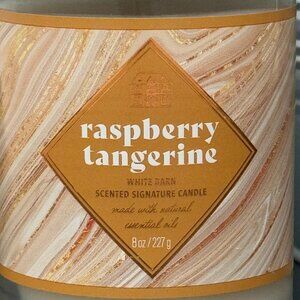 raspberry
tangerine
WHITE BARN
SCENTED SIGNATURE CANDLE
made with natural
essential oils
8 oz / 227 g